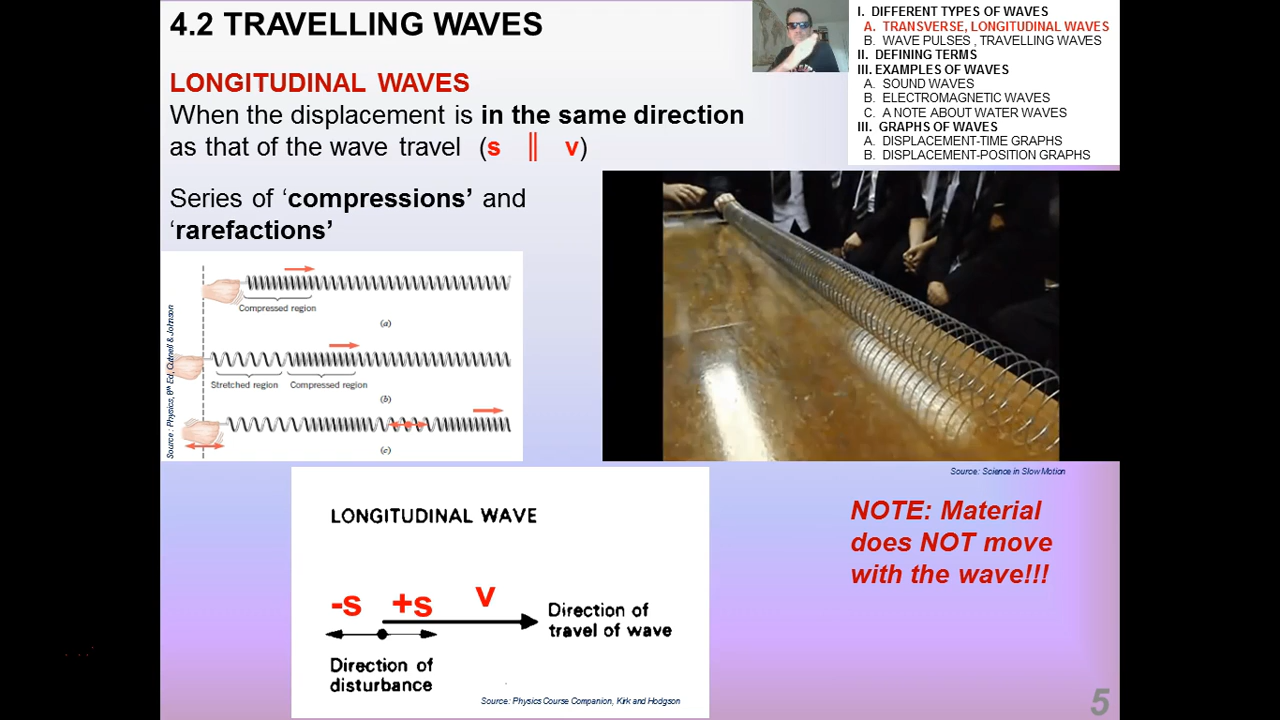 4.2 TRAVELLING WAVES
LONGITUDINAL WAVES
When the displacement is in the same direction
as that of the wave travel (s || v)
Series of ‘compressions’ and
‘rarefactions’
I. DIFFERENT TYPES OF WAVES
A. TRANSVERSE, LONGITUDINAL WAVES
B. WAVE PULSES , TRAVELLING WAVES
II. DEFINING TERMS
III. EXAMPLES OF WAVES
A. SOUND WAVES
B. ELECTROMAGNETIC WAVES
C. A NOTE ABOUT WATER WAVES
III. GRAPHS OF WAVES
A. DISPLACEMENT-TIME GRAPHS
B. DISPLACEMENT-POSITION GRAPHS
Source: Physics, 6th Ed, Cutnell & Johnson
Compressed region
(a)
Stretched region Compressed region
(b)
(c)
Source: Science in Slow Motion
LONGITUDINAL WAVE
-s +s v
Direction of
travel of wave
Direction of
disturbance
Source: Physics Course Companion, Kirk and Hodgson
NOTE: Material
does NOT move
with the wave!!!
5